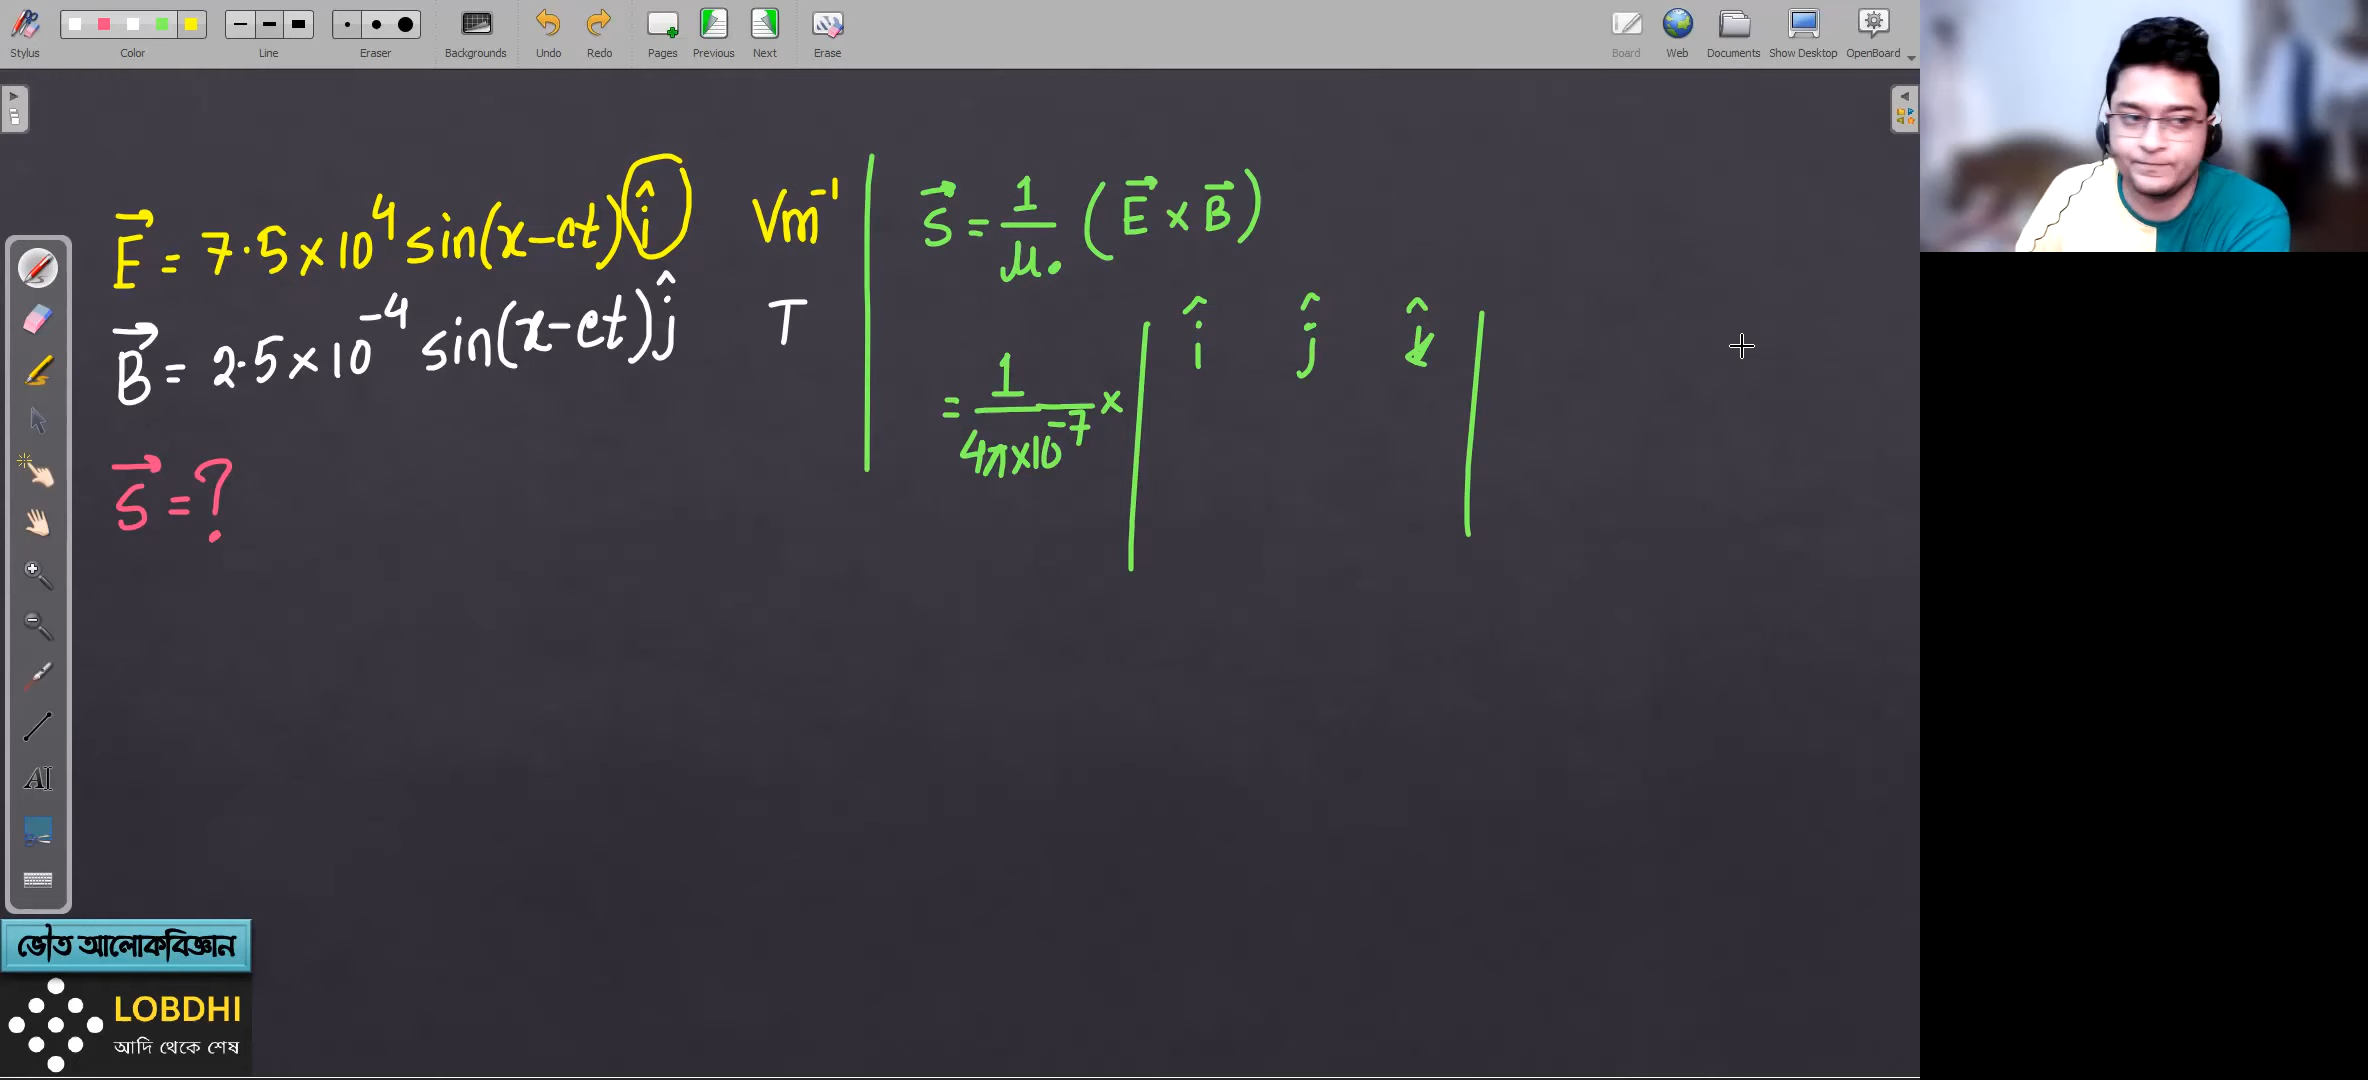 Stylus Color Line Eraser Backgrounds Undo Redo Pages Previous Next Erase Board Web Documents Show Desktop OpenBoard
E⃗ = 7·5×10⁴ sin(x−ct) î Vm⁻¹
B⃗ = 2·5×10⁻⁴ sin(x−ct) ĵ T
S⃗ = ?
S⃗ = 1/μ₀ (E⃗ × B⃗)
= 1/4π×10⁻⁷ × | î ĵ k̂ |
AI
ভৌত আলোকবিজ্ঞান
LOBDHI
আদি থেকে শেষ